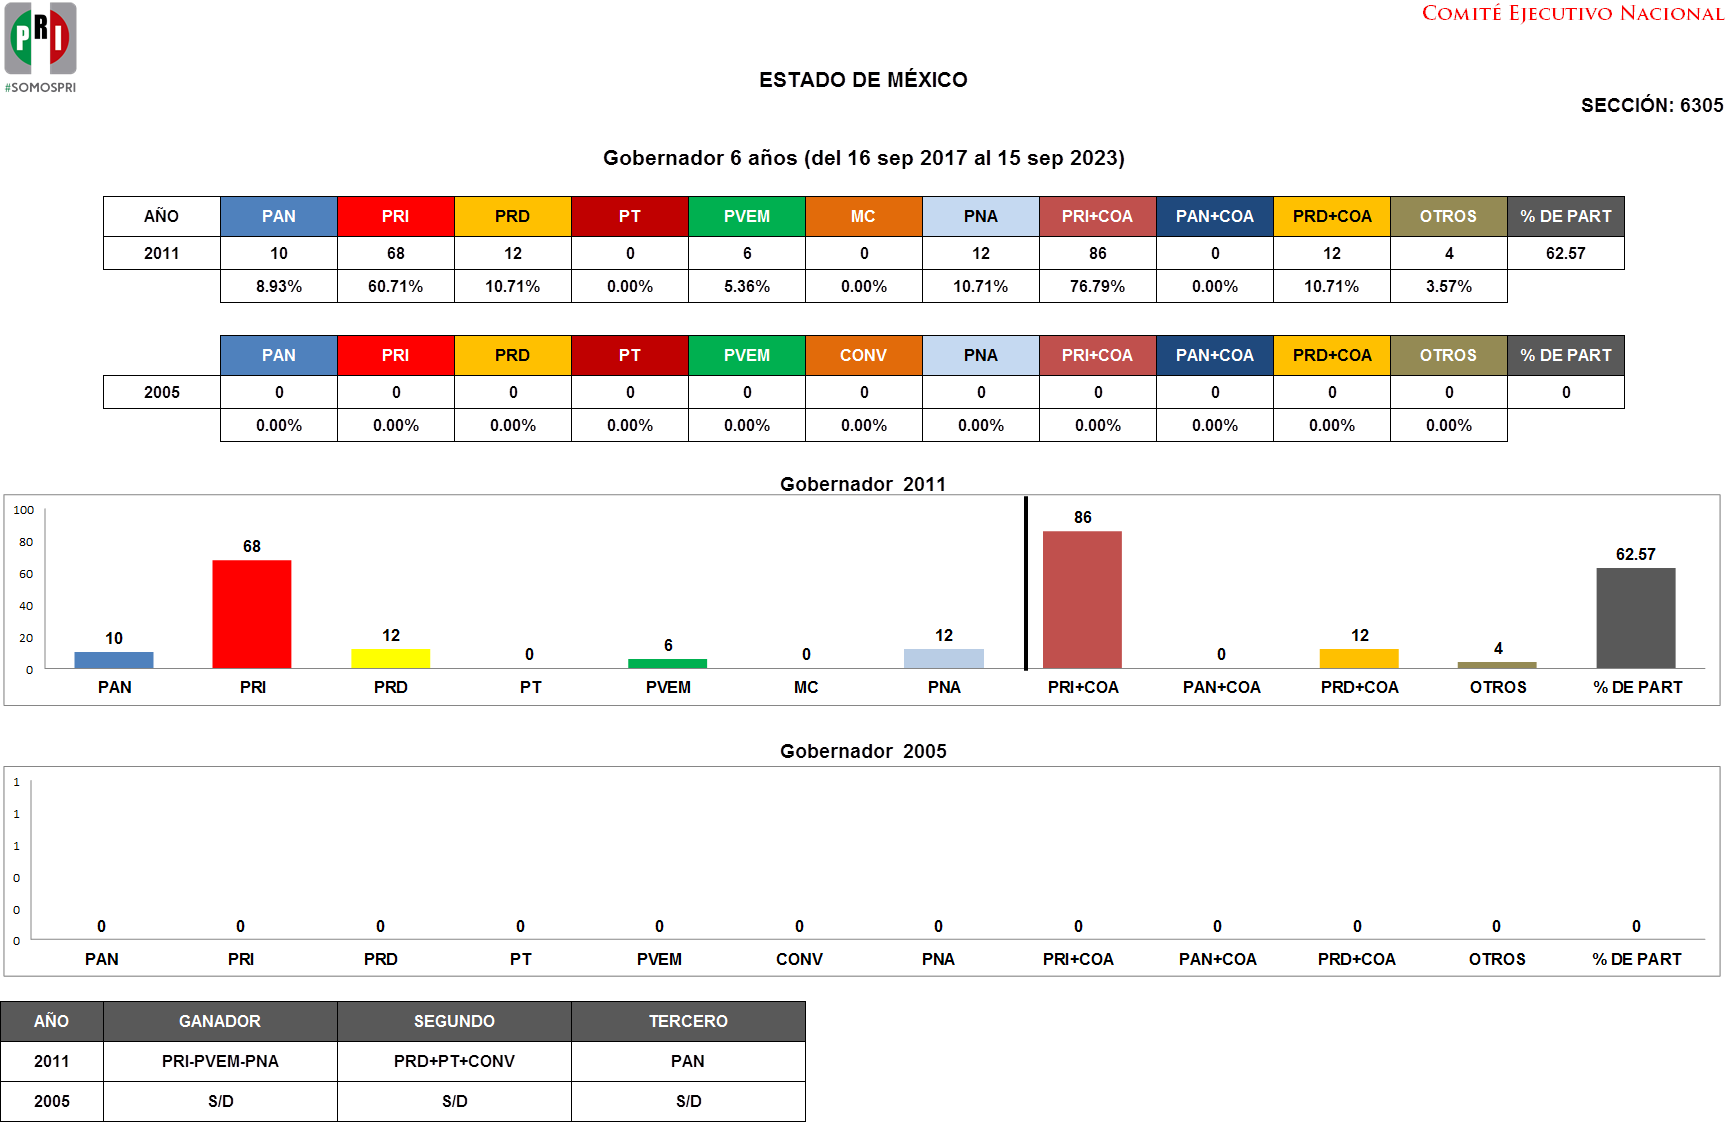 PRI
#SOMOSPRI
COMITÉ EJECUTIVO NACIONAL
ESTADO DE MÉXICO
SECCIÓN: 6305
Gobernador 6 años (del 16 sep 2017 al 15 sep 2023)
AÑO PAN PRI PRD PT PVEM MC PNA PRI+COA PAN+COA PRD+COA OTROS % DE PART
2011 10 68 12 0 6 0 12 86 0 12 4 62.57
8.93% 60.71% 10.71% 0.00% 5.36% 0.00% 10.71% 76.79% 0.00% 10.71% 3.57%
PAN PRI PRD PT PVEM CONV PNA PRI+COA PAN+COA PRD+COA OTROS % DE PART
2005 0 0 0 0 0 0 0 0 0 0 0 0
0.00% 0.00% 0.00% 0.00% 0.00% 0.00% 0.00% 0.00% 0.00% 0.00% 0.00%
Gobernador 2011
100
80
60
40
20
0
10 68 12 0 6 0 12 86 0 12 4 62.57
PAN PRI PRD PT PVEM MC PNA PRI+COA PAN+COA PRD+COA OTROS % DE PART
Gobernador 2005
1
1
1
0
0
0
0 0 0 0 0 0 0 0 0 0 0 0
PAN PRI PRD PT PVEM CONV PNA PRI+COA PAN+COA PRD+COA OTROS % DE PART
AÑO GANADOR SEGUNDO TERCERO
2011 PRI-PVEM-PNA PRD+PT+CONV PAN
2005 S/D S/D S/D